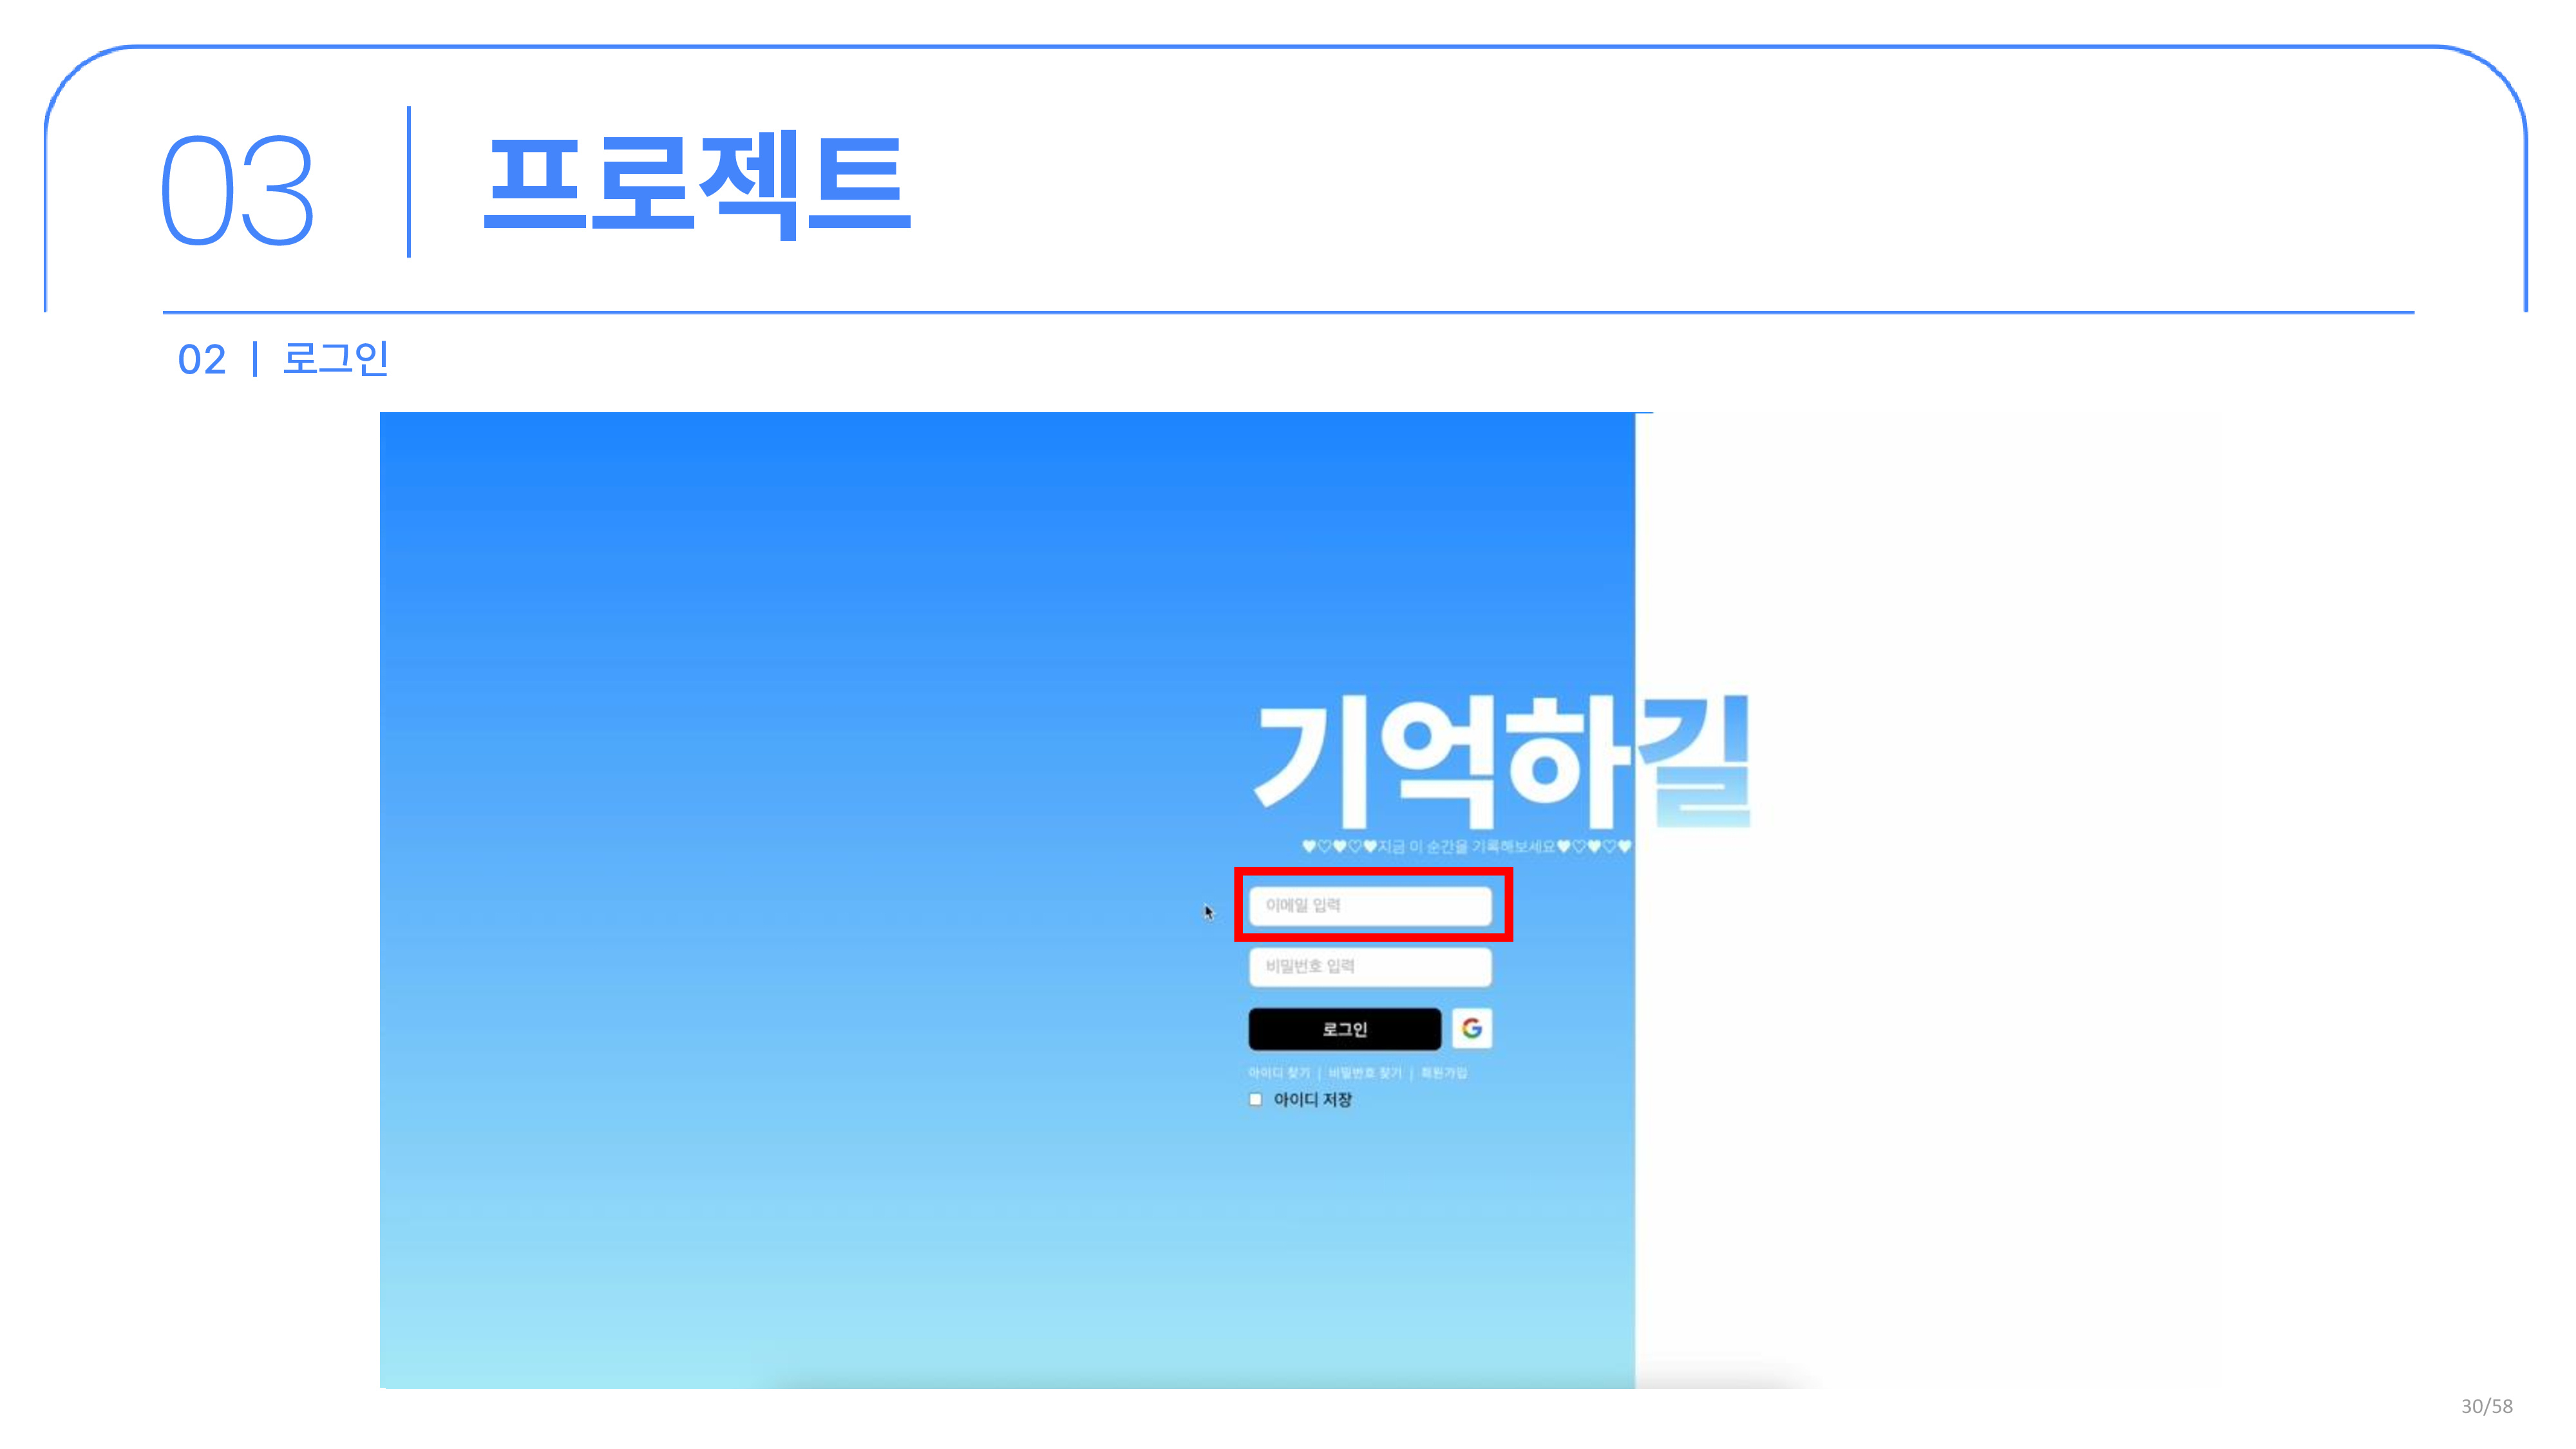 03
프로젝트
02 | 로그인
기억하길
♥♡♥♡♥지금 이 순간을 기록해보세요♥♡♥♡♥
이메일 입력
비밀번호 입력
로그인
아이디 찾기 | 비밀번호 찾기 | 회원가입
아이디 저장
30/58